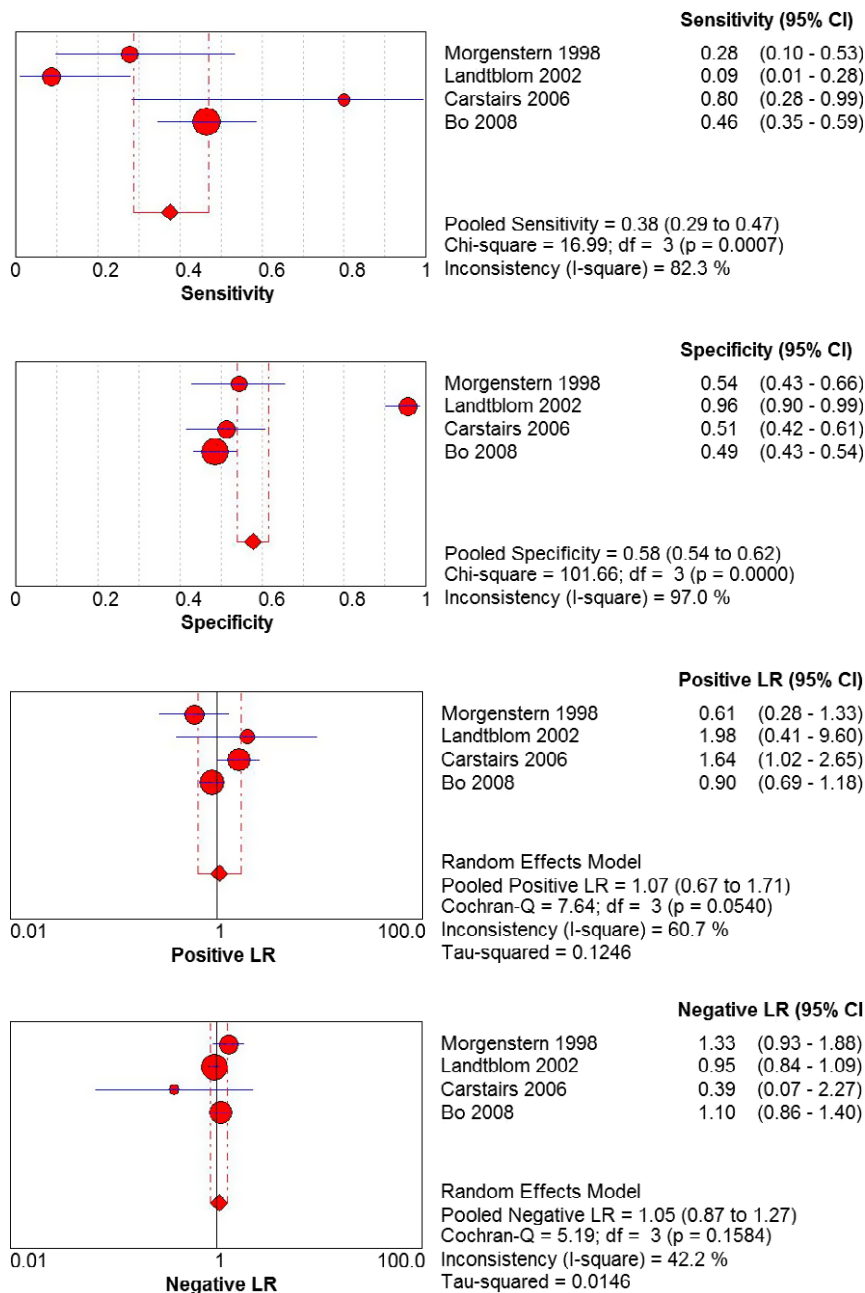 Sensitivity (95% CI)
Morgenstern 1998 0.28 (0.10 - 0.53)
Landtblom 2002 0.09 (0.01 - 0.28)
Carstairs 2006 0.80 (0.28 - 0.99)
Bo 2008 0.46 (0.35 - 0.59)
Pooled Sensitivity = 0.38 (0.29 to 0.47)
Chi-square = 16.99; df = 3 (p = 0.0007)
Inconsistency (I-square) = 82.3 %
0 0.2 0.4 0.6 0.8 1
Sensitivity
Specificity (95% CI)
Morgenstern 1998 0.54 (0.43 - 0.66)
Landtblom 2002 0.96 (0.90 - 0.99)
Carstairs 2006 0.51 (0.42 - 0.61)
Bo 2008 0.49 (0.43 - 0.54)
Pooled Specificity = 0.58 (0.54 to 0.62)
Chi-square = 101.66; df = 3 (p = 0.0000)
Inconsistency (I-square) = 97.0 %
0 0.2 0.4 0.6 0.8 1
Specificity
Positive LR (95% CI)
Morgenstern 1998 0.61 (0.28 - 1.33)
Landtblom 2002 1.98 (0.41 - 9.60)
Carstairs 2006 1.64 (1.02 - 2.65)
Bo 2008 0.90 (0.69 - 1.18)
Random Effects Model
Pooled Positive LR = 1.07 (0.67 to 1.71)
Cochran-Q = 7.64; df = 3 (p = 0.0540)
Inconsistency (I-square) = 60.7 %
Tau-squared = 0.1246
0.01 1 100.0
Positive LR
Negative LR (95% CI
Morgenstern 1998 1.33 (0.93 - 1.88)
Landtblom 2002 0.95 (0.84 - 1.09)
Carstairs 2006 0.39 (0.07 - 2.27)
Bo 2008 1.10 (0.86 - 1.40)
Random Effects Model
Pooled Negative LR = 1.05 (0.87 to 1.27)
Cochran-Q = 5.19; df = 3 (p = 0.1584)
Inconsistency (I-square) = 42.2 %
Tau-squared = 0.0146
0.01 1 100.0
Negative LR